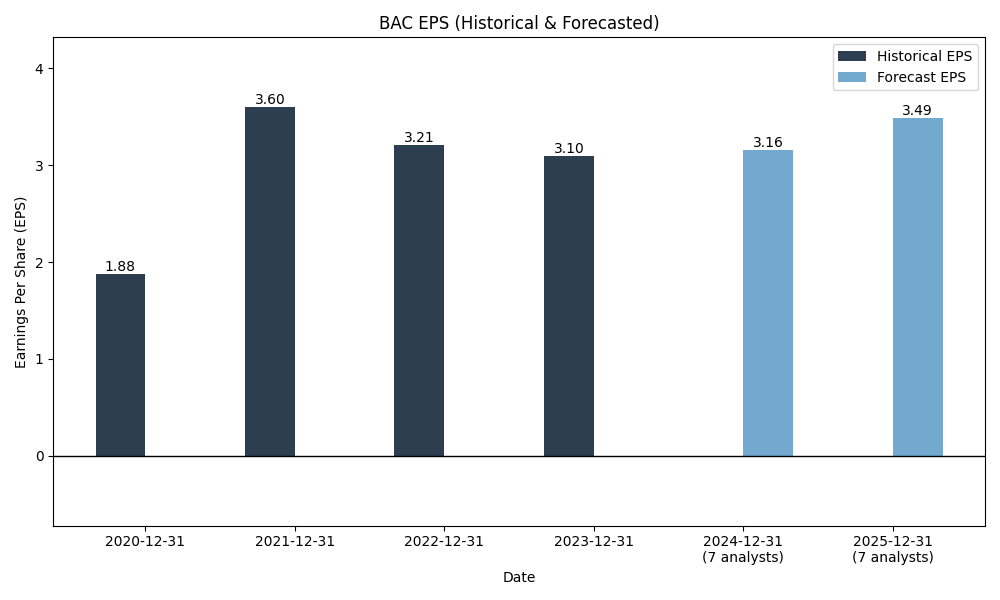 BAC EPS (Historical & Forecasted)
Historical EPS
Forecast EPS
Earnings Per Share (EPS)
4
3
2
1
0
1.88
3.60
3.21
3.10
3.16
3.49
2020-12-31
2021-12-31
2022-12-31
2023-12-31
2024-12-31
(7 analysts)
2025-12-31
(7 analysts)
Date